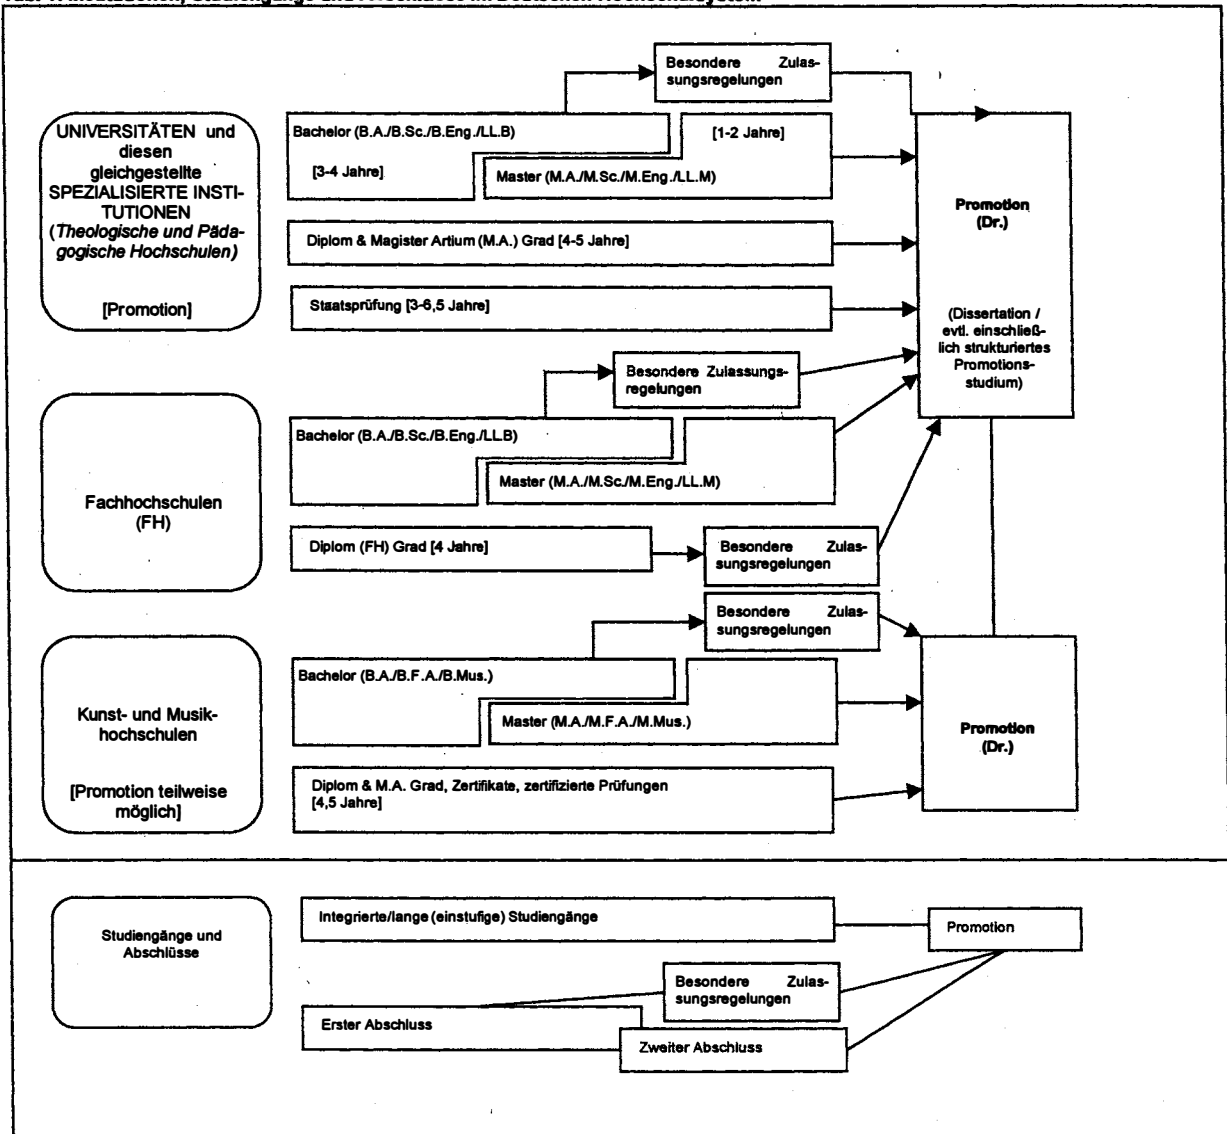 UNIVERSITÄTEN und
diesen
gleichgestellte
SPEZIALISIERTE INSTI-
TUTIONEN
(Theologische und Päda-
gogische Hochschulen)
[Promotion]
Besondere Zulas-
sungsregelungen
Bachelor (B.A./B.Sc./B.Eng./LL.B)
[3-4 Jahre]
[1-2 Jahre]
Master (M.A./M.Sc./M.Eng./LL.M)
Diplom & Magister Artium (M.A.) Grad [4-5 Jahre]
Staatsprüfung [3-6,5 Jahre]
Promotion
(Dr.)
(Dissertation /
evtl. einschließ-
lich strukturiertes
Promotions-
studium)
Fachhochschulen
(FH)
Besondere Zulassungs-
regelungen
Bachelor (B.A./B.Sc./B.Eng./LL.B)
Master (M.A./M.Sc./M.Eng./LL.M)
Diplom (FH) Grad [4 Jahre]
Besondere Zulas-
sungsregelungen
Kunst- und Musik-
hochschulen
[Promotion teilweise
möglich]
Besondere Zulas-
sungsregelungen
Bachelor (B.A./B.F.A./B.Mus.)
Master (M.A./M.F.A./M.Mus.)
Diplom & M.A. Grad, Zertifikate, zertifizierte Prüfungen
[4,5 Jahre]
Promotion
(Dr.)
Studiengänge und
Abschlüsse
Integrierte/lange (einstufige) Studiengänge
Promotion
Besondere Zulas-
sungsregelungen
Erster Abschluss
Zweiter Abschluss